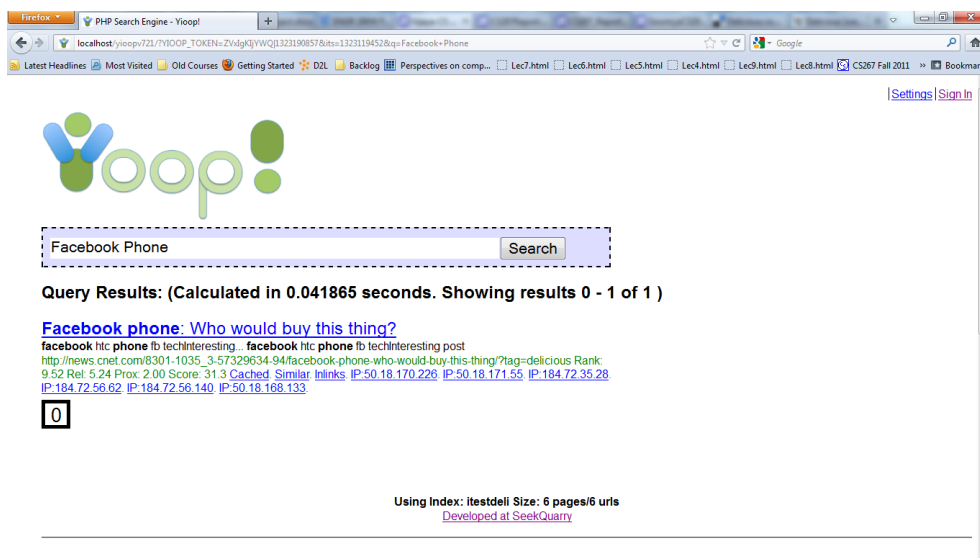 Firefox
PHP Search Engine - Yioop!
localhost/yioopv721/?YIOOP_TOKEN=ZVxIgKIjYWQ|1323190857&its=1323119452&q=Facebook+Phone
Google
Latest Headlines Most Visited Old Courses Getting Started D2L Backlog Perspectives on comp... Lec7.html Lec6.html Lec5.html Lec4.html Lec9.html Lec8.html CS267 Fall 2011 » Bookmar
|Settings|Sign In
Yioop!
Facebook Phone Search
Query Results: (Calculated in 0.041865 seconds. Showing results 0 - 1 of 1 )
Facebook phone: Who would buy this thing?
facebook htc phone fb techInteresting... facebook htc phone fb techInteresting post
http://news.cnet.com/8301-1035_3-57329634-94/facebook-phone-who-would-buy-this-thing/?tag=delicious Rank:
9.52 Rel: 5.24 Prox: 2.00 Score: 31.3 Cached. Similar. Inlinks. IP:50.18.170.226. IP:50.18.171.55. IP:184.72.35.28.
IP:184.72.56.62. IP:184.72.56.140. IP:50.18.168.133.
0
Using Index: itestdeli Size: 6 pages/6 urls
Developed at SeekQuarry